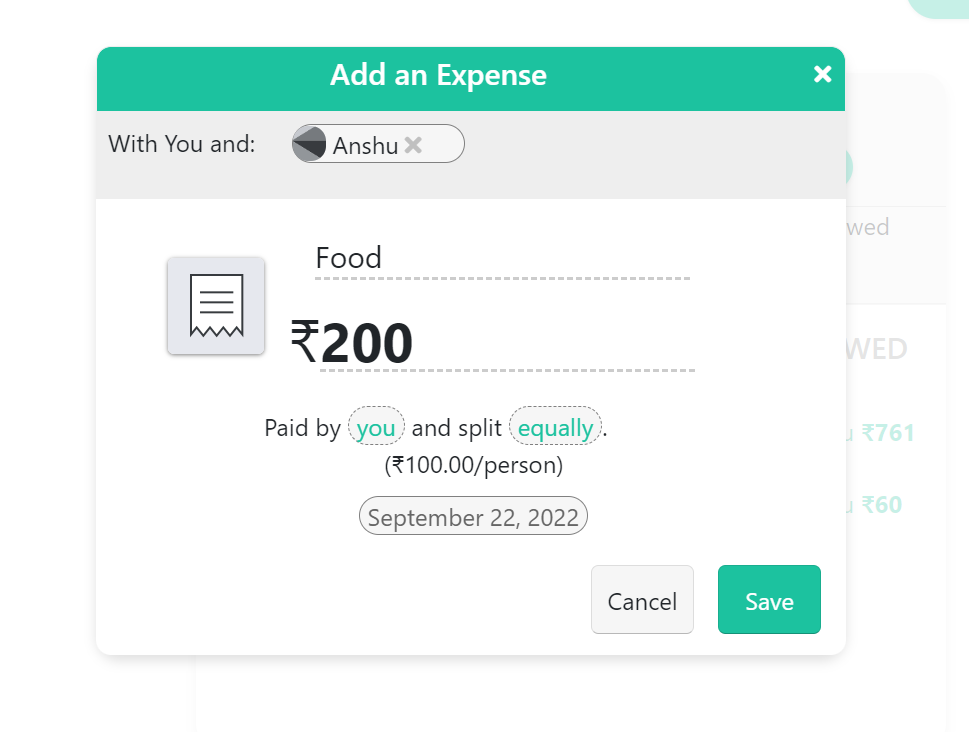 Add an Expense
With You and: Anshu
Food
₹200
Paid by you and split equally.
(₹100.00/person)
September 22, 2022
Cancel Save
wed
WED
₹761
₹60